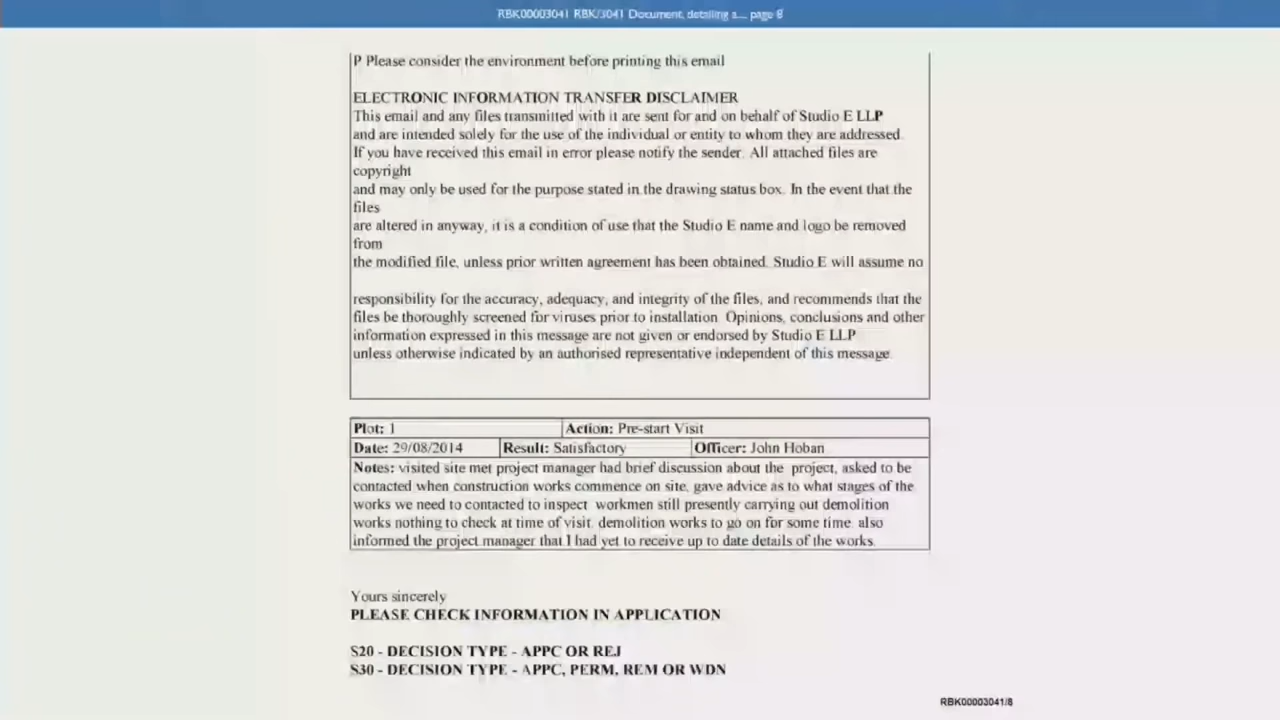 RBK00003041 RBK/3041 Document, detailing a... page 8
P Please consider the environment before printing this email
ELECTRONIC INFORMATION TRANSFER DISCLAIMER
This email and any files transmitted with it are sent for and on behalf of Studio E LLP
and are intended solely for the use of the individual or entity to whom they are addressed.
If you have received this email in error please notify the sender. All attached files are
copyright
and may only be used for the purpose stated in the drawing status box. In the event that the
files
are altered in anyway, it is a condition of use that the Studio E name and logo be removed
from
the modified file, unless prior written agreement has been obtained. Studio E will assume no
responsibility for the accuracy, adequacy, and integrity of the files, and recommends that the
files be thoroughly screened for viruses prior to installation. Opinions, conclusions and other
information expressed in this message are not given or endorsed by Studio E LLP
unless otherwise indicated by an authorised representative independent of this message.
Plot: 1 Action: Pre-start Visit
Date: 29/08/2014 Result: Satisfactory Officer: John Hoban
Notes: visited site met project manager had brief discussion about the project, asked to be
contacted when construction works commence on site, gave advice as to what stages of the
works we need to contacted to inspect workmen still presently carrying out demolition
works nothing to check at time of visit. demolition works to go on for some time. also
informed the project manager that I had yet to receive up to date details of the works.
Yours sincerely
PLEASE CHECK INFORMATION IN APPLICATION
S20 - DECISION TYPE - APPC OR REJ
S30 - DECISION TYPE - APPC, PERM, REM OR WDN
RBK00003041/8